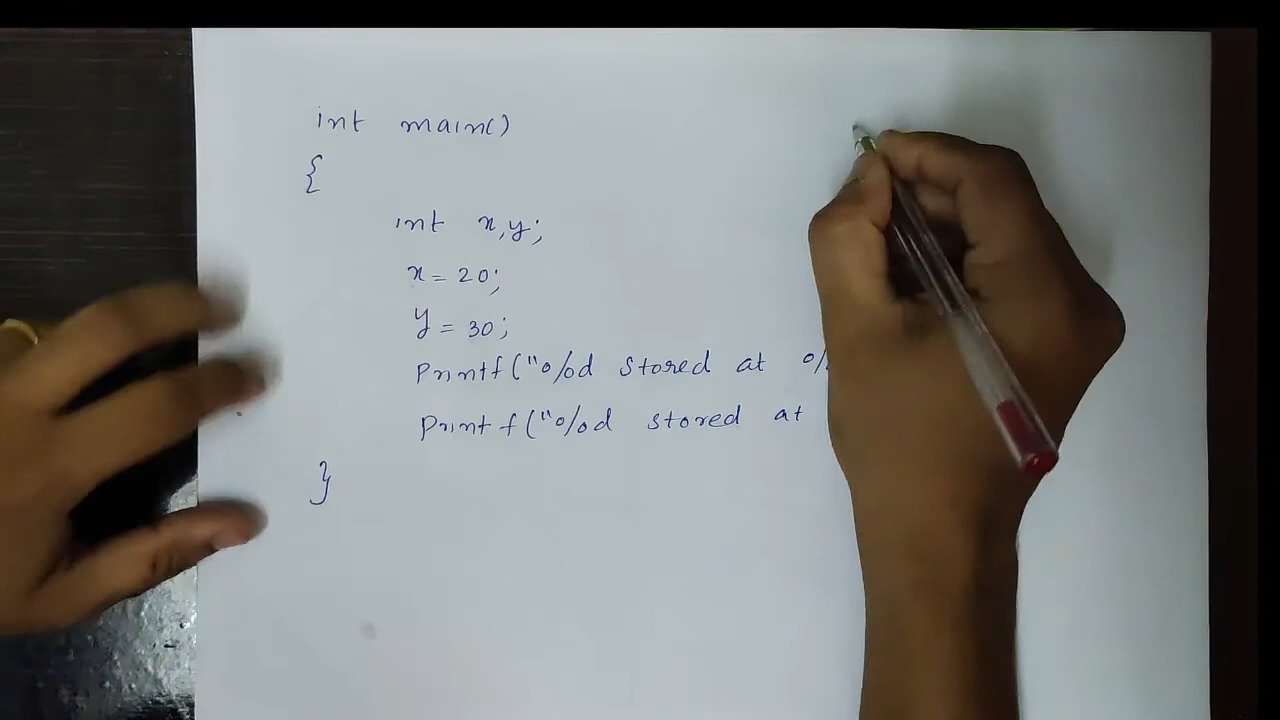 int main()
{
int x,y;
x = 20;
y = 30;
Printf("%d stored at %
Printf("%d stored at
}